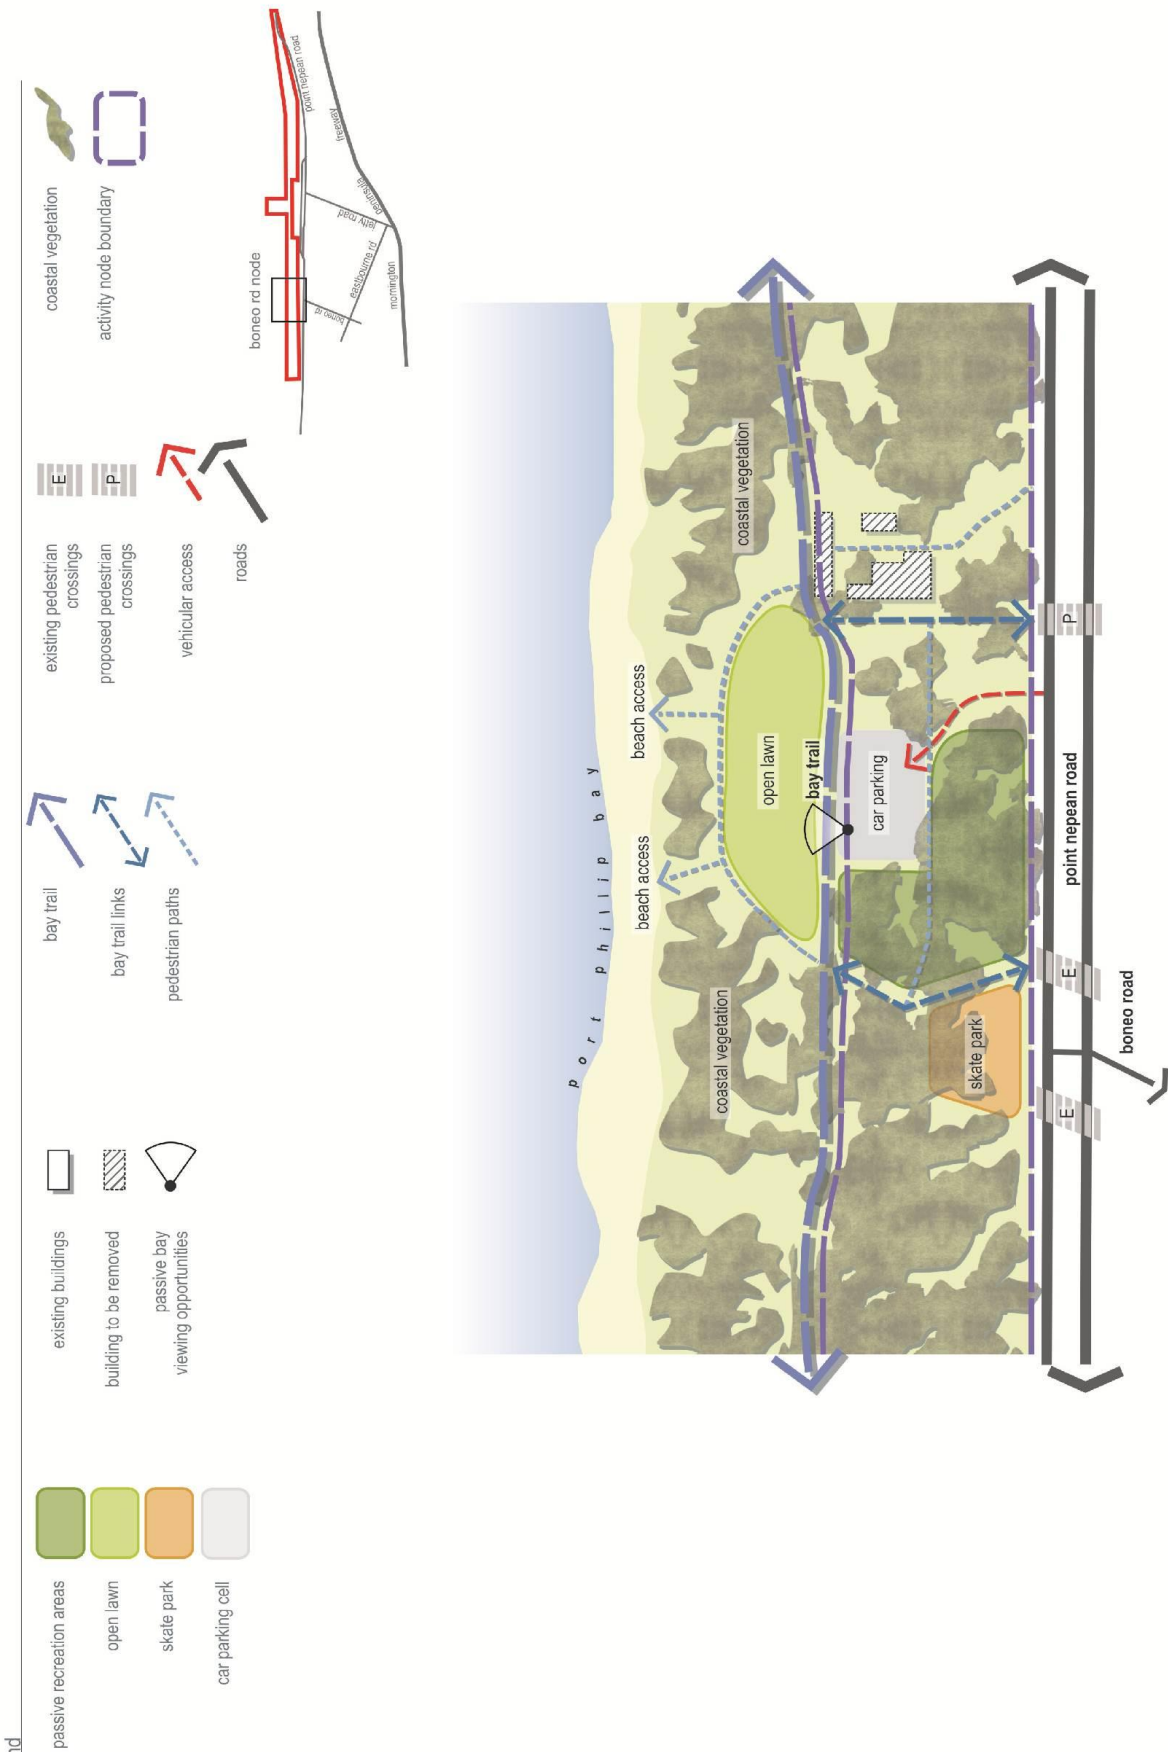 nd
passive recreation areas
open lawn
skate park
car parking cell
existing buildings
building to be removed
passive bay
viewing opportunities
bay trail
bay trail links
pedestrian paths
existing pedestrian
crossings
E
proposed pedestrian
crossings
P
vehicular access
roads
coastal vegetation
activity node boundary
boneo rd node
point nepean road
freeway
peninsula
mornington
jetty road
eastbourne rd
boneo rd
port phillip bay
beach access
beach access
coastal vegetation
coastal vegetation
open lawn
bay trail
car parking
skate park
E
E
P
point nepean road
boneo road